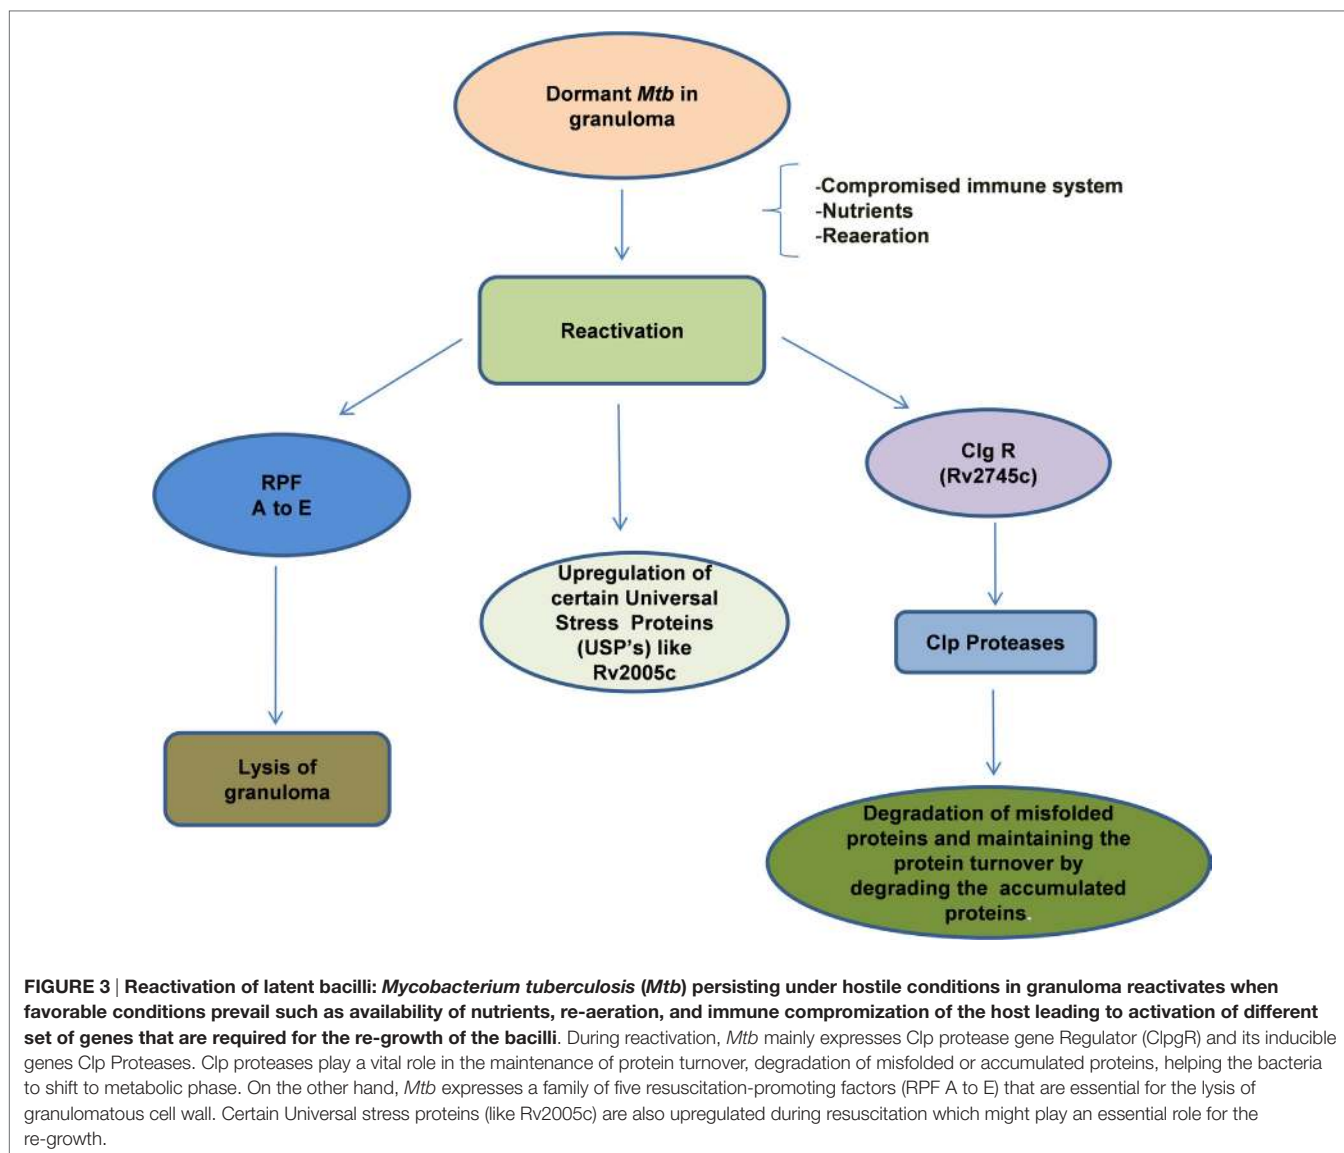 Dormant Mtb in
granuloma
-Compromised immune system
-Nutrients
-Reaeration
Reactivation
RPF
A to E
Clg R
(Rv2745c)
Upregulation of
certain Universal
Stress Proteins
(USP's) like
Rv2005c
Clp Proteases
Lysis of
granuloma
Degradation of misfolded
proteins and maintaining the
protein turnover by
degrading the accumulated
proteins.
FIGURE 3 | Reactivation of latent bacilli: Mycobacterium tuberculosis (Mtb) persisting under hostile conditions in granuloma reactivates when
favorable conditions prevail such as availability of nutrients, re-aeration, and immune compromization of the host leading to activation of different
set of genes that are required for the re-growth of the bacilli. During reactivation, Mtb mainly expresses Clp protease gene Regulator (ClpgR) and its inducible
genes Clp Proteases. Clp proteases play a vital role in the maintenance of protein turnover, degradation of misfolded or accumulated proteins, helping the bacteria
to shift to metabolic phase. On the other hand, Mtb expresses a family of five resuscitation-promoting factors (RPF A to E) that are essential for the lysis of
granulomatous cell wall. Certain Universal stress proteins (like Rv2005c) are also upregulated during resuscitation which might play an essential role for the
re-growth.